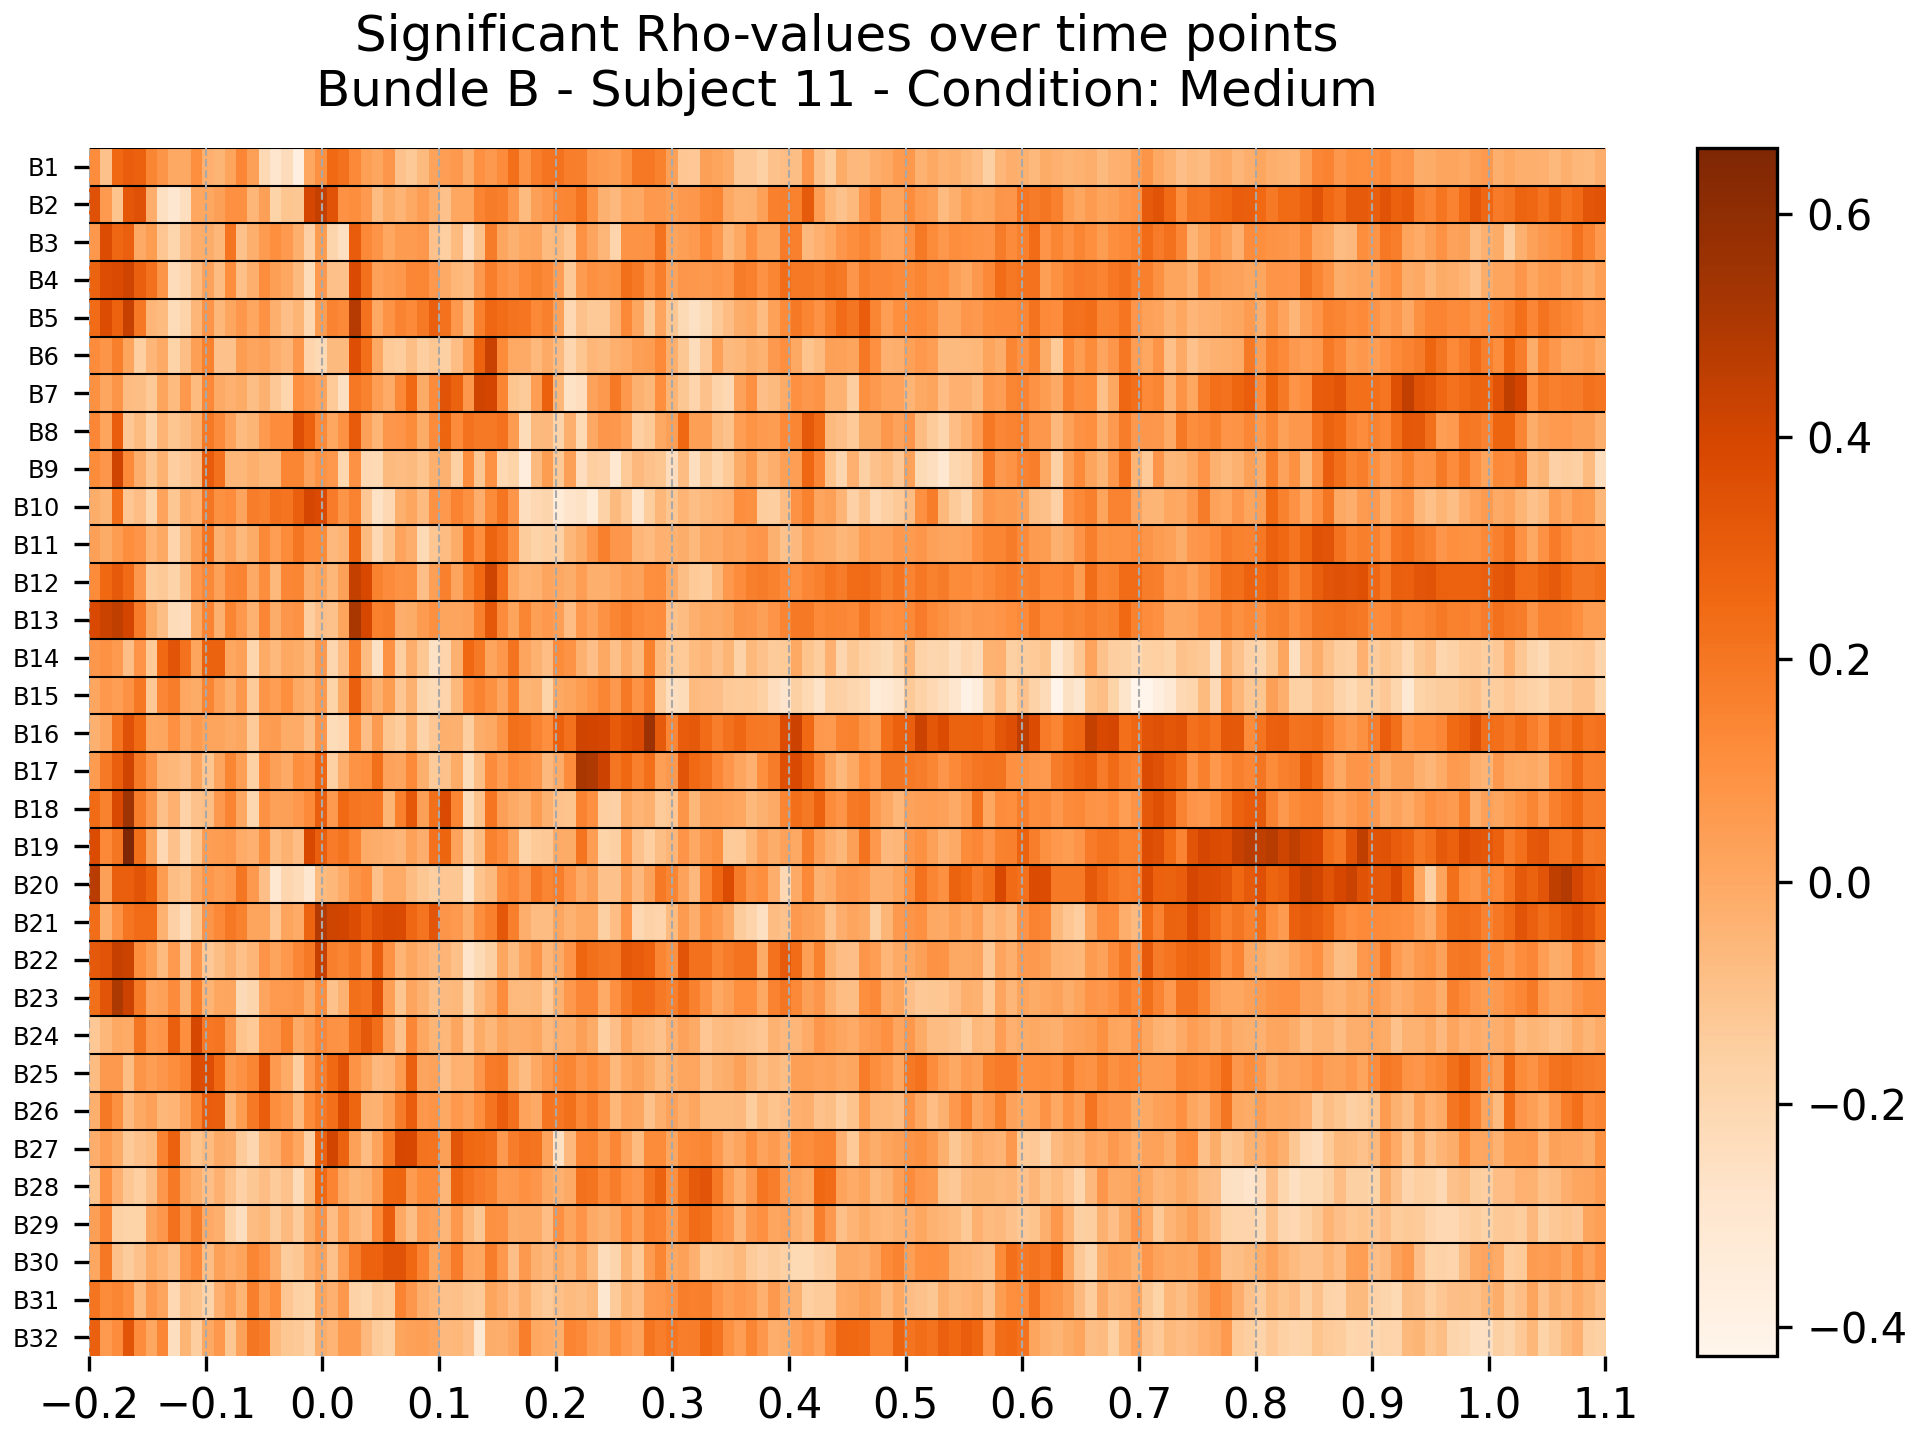 Significant Rho-values over time points
Bundle B - Subject 11 - Condition: Medium
B1
B2
B3
B4
B5
B6
B7
B8
B9
B10
B11
B12
B13
B14
B15
B16
B17
B18
B19
B20
B21
B22
B23
B24
B25
B26
B27
B28
B29
B30
B31
B32
−0.2 −0.1 0.0 0.1 0.2 0.3 0.4 0.5 0.6 0.7 0.8 0.9 1.0 1.1
0.6
0.4
0.2
0.0
−0.2
−0.4